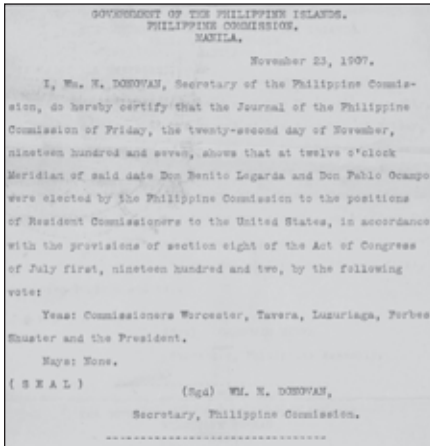 GOVERNMENT OF THE PHILIPPINE ISLANDS.
PHILIPPINE COMMISSION.
MANILA.
November 23, 1907.
I, Wm. H. DONOVAN, Secretary of the Philippine Commis-
sion, do hereby certify that the Journal of the Philippine
Commission of Friday, the twenty-second day of November,
nineteen hundred and seven, shows that at twelve o'clock
Meridian of said date Don Benito Legarda and Don Pablo Ocampo
were elected by the Philippine Commission to the positions
of Resident Commissioners to the United States, in accordance
with the provisions of section eight of the Act of Congress
of July first, nineteen hundred and two, by the following
vote:
Yeas: Commissioners Worcester, Tavera, Luzuriaga, Forbes
Shuster and the President.
Nays: None.
( S E A L )
(Sgd) WM. H. DONOVAN,
Secretary, Philippine Commission.